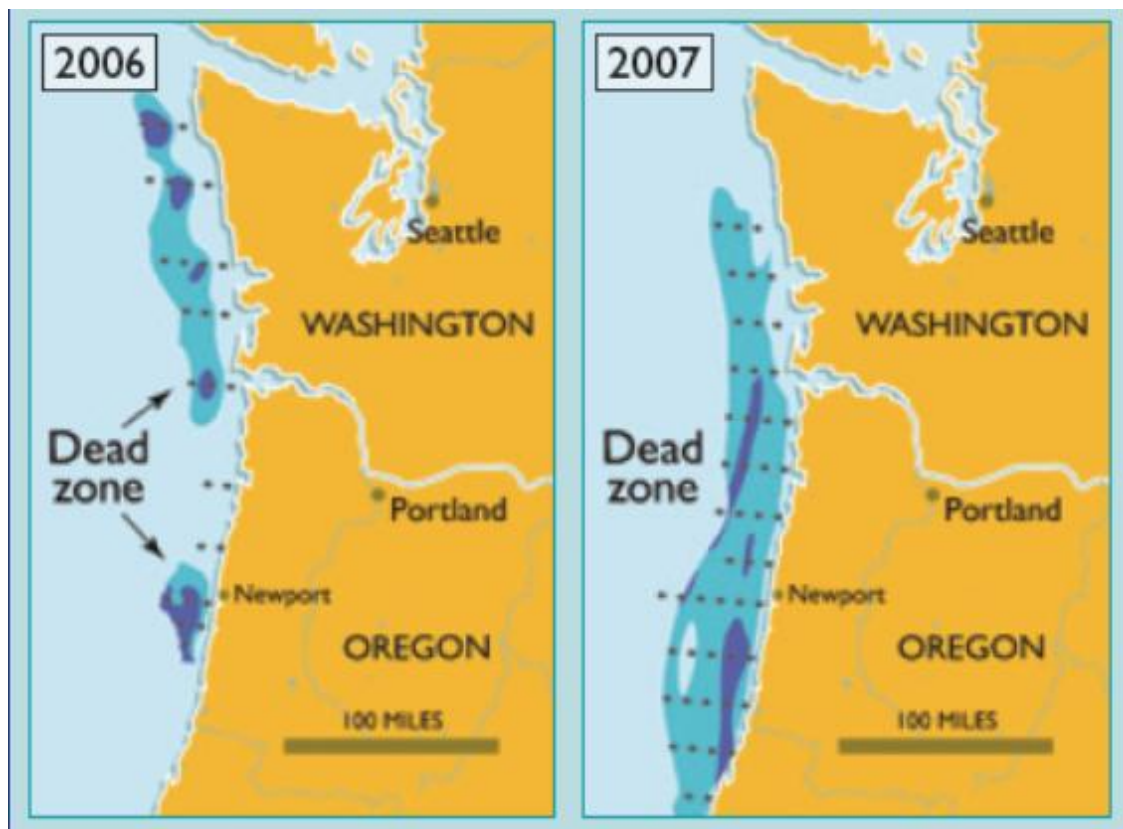 2006
Seattle
WASHINGTON
Dead
zone
Portland
Newport
OREGON
100 MILES
2007
Seattle
WASHINGTON
Dead
zone
Portland
Newport
OREGON
100 MILES